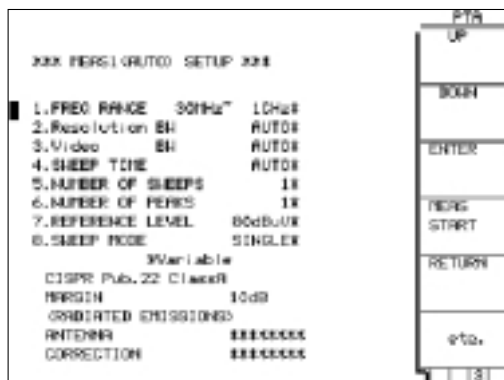 *** MEAS1(AUTO) SETUP ***
1.FREQ RANGE 30MHz~ 1GHz*
2.Resolution BW AUTO*
3.Video BW AUTO*
4.SWEEP TIME AUTO*
5.NUMBER OF SWEEPS 1*
6.NUMBER OF PEAKS 1*
7.REFERENCE LEVEL 80dBuV*
8.SWEEP MODE SINGLE*
*Variable
CISPR Pub.22 ClassA
MARGIN 10dB
(RADIATED EMISSIONS)
ANTENNA ********
CORRECTION ********
PTA
UP
DOWN
ENTER
MEAS
START
RETURN
etc.